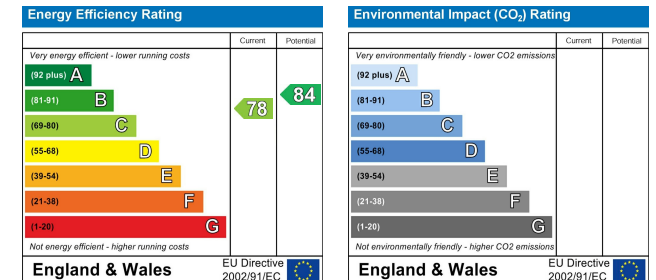 Energy Efficiency Rating
Current Potential
Very energy efficient - lower running costs
(92 plus) A
(81-91) B
(69-80) C
(55-68) D
(39-54) E
(21-38) F
(1-20) G
78
84
Not energy efficient - higher running costs
England & Wales
EU Directive
2002/91/EC
Environmental Impact (CO₂) Rating
Current Potential
Very environmentally friendly - lower CO2 emissions
(92 plus) A
(81-91) B
(69-80) C
(55-68) D
(39-54) E
(21-38) F
(1-20) G
Not environmentally friendly - higher CO2 emissions
England & Wales
EU Directive
2002/91/EC